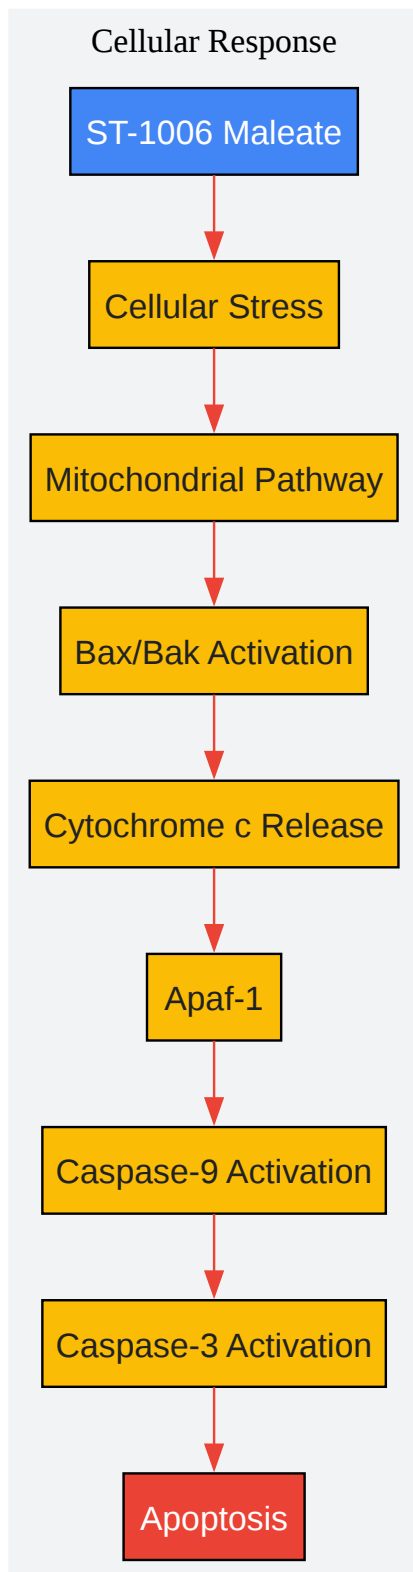 Cellular Response
ST-1006 Maleate
Cellular Stress
Mitochondrial Pathway
Bax/Bak Activation
Cytochrome c Release
Apaf-1
Caspase-9 Activation
Caspase-3 Activation
Apoptosis